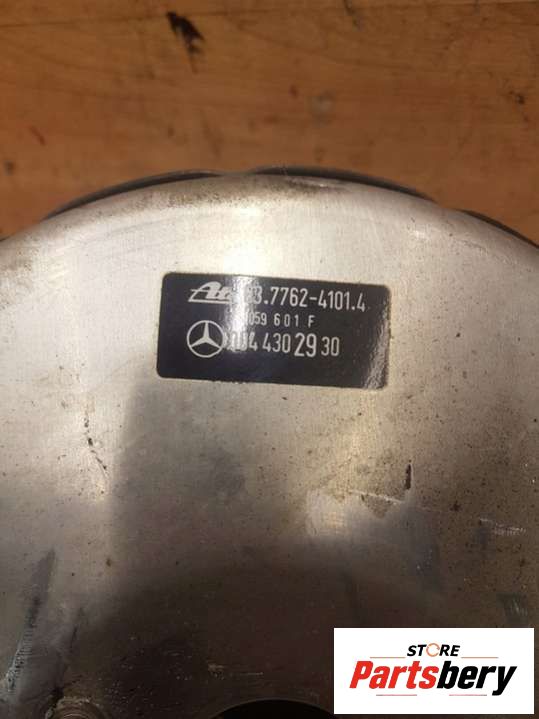 Ate 03.7762-4101.4
059 601 F
004 430 29 30
STORE
Partsbery